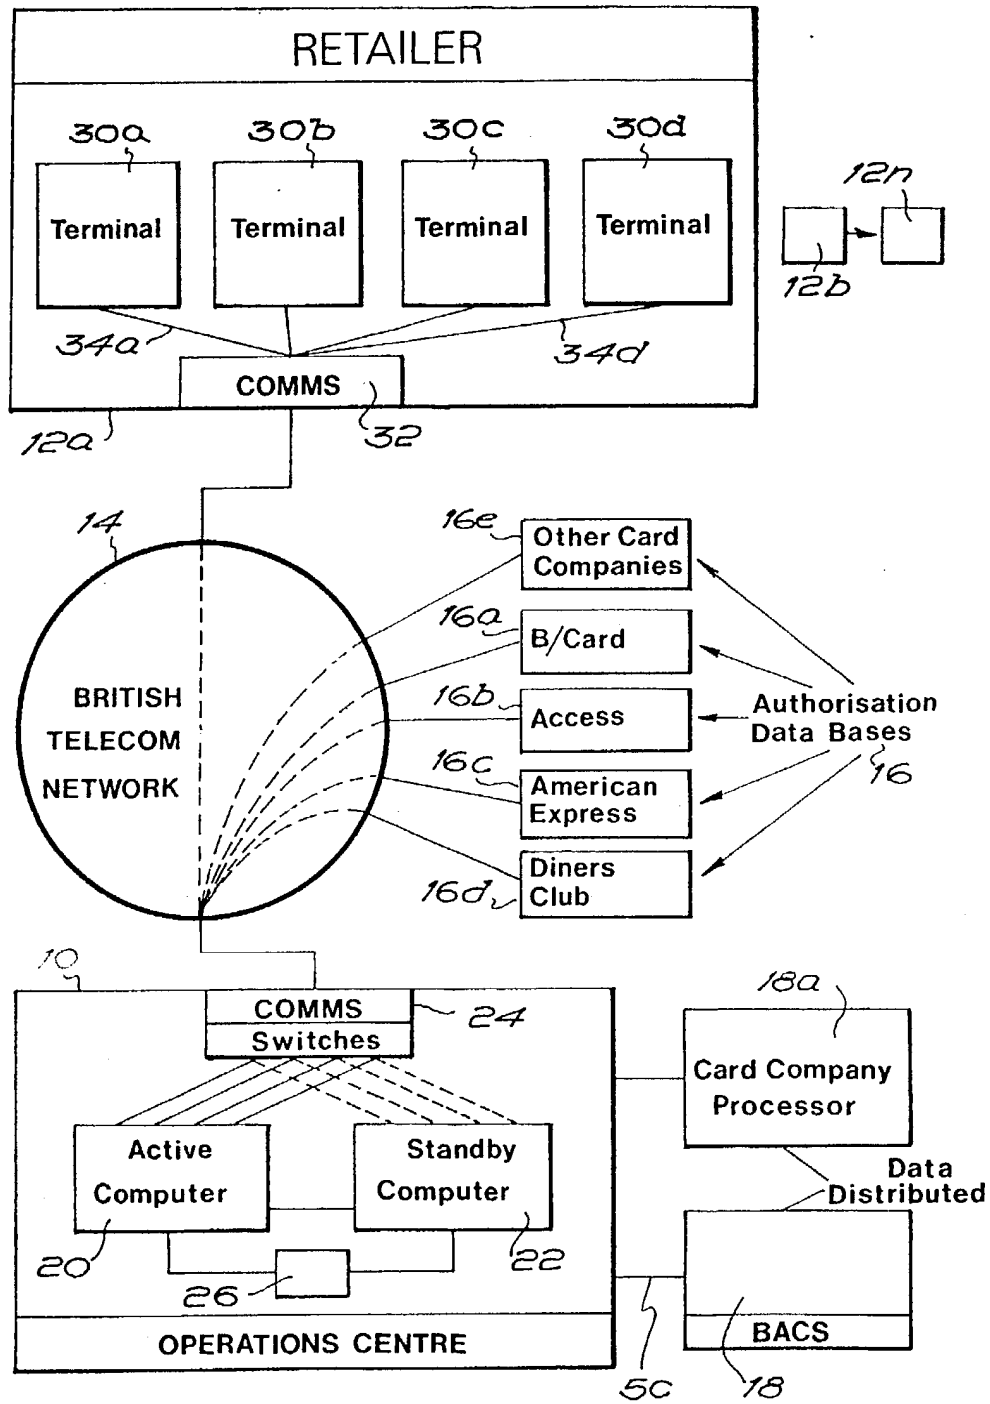 RETAILER
30a
30b
30c
30d
Terminal
Terminal
Terminal
Terminal
12n
12b
34a
34d
COMMS
12a
32
14
16e
Other Card
Companies
16a
B/Card
BRITISH
TELECOM
NETWORK
16b
Access
Authorisation
Data Bases
16
16c
American
Express
16d
Diners
Club
10
COMMS
Switches
24
18a
Card Company
Processor
Active
Computer
Standby
Computer
Data
Distributed
20
22
26
OPERATIONS CENTRE
BACS
5c
18